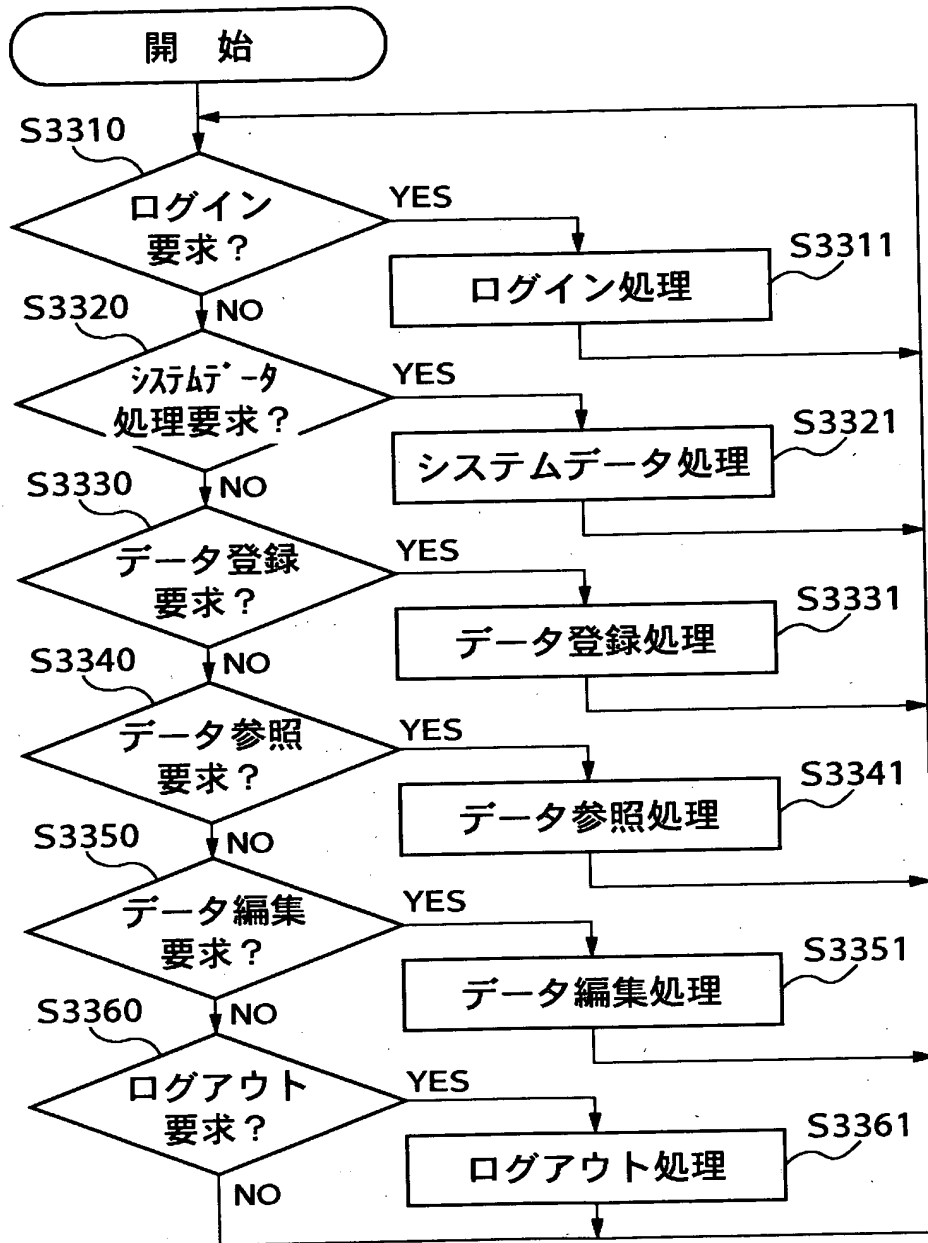 開 始
S3310
ログイン
要求？
YES
S3311
ログイン処理
NO
S3320
ｼｽﾃﾑﾃﾞｰﾀ
処理要求？
YES
S3321
システムデータ処理
NO
S3330
データ登録
要求？
YES
S3331
データ登録処理
NO
S3340
データ参照
要求？
YES
S3341
データ参照処理
NO
S3350
データ編集
要求？
YES
S3351
データ編集処理
NO
S3360
ログアウト
要求？
YES
S3361
ログアウト処理
NO